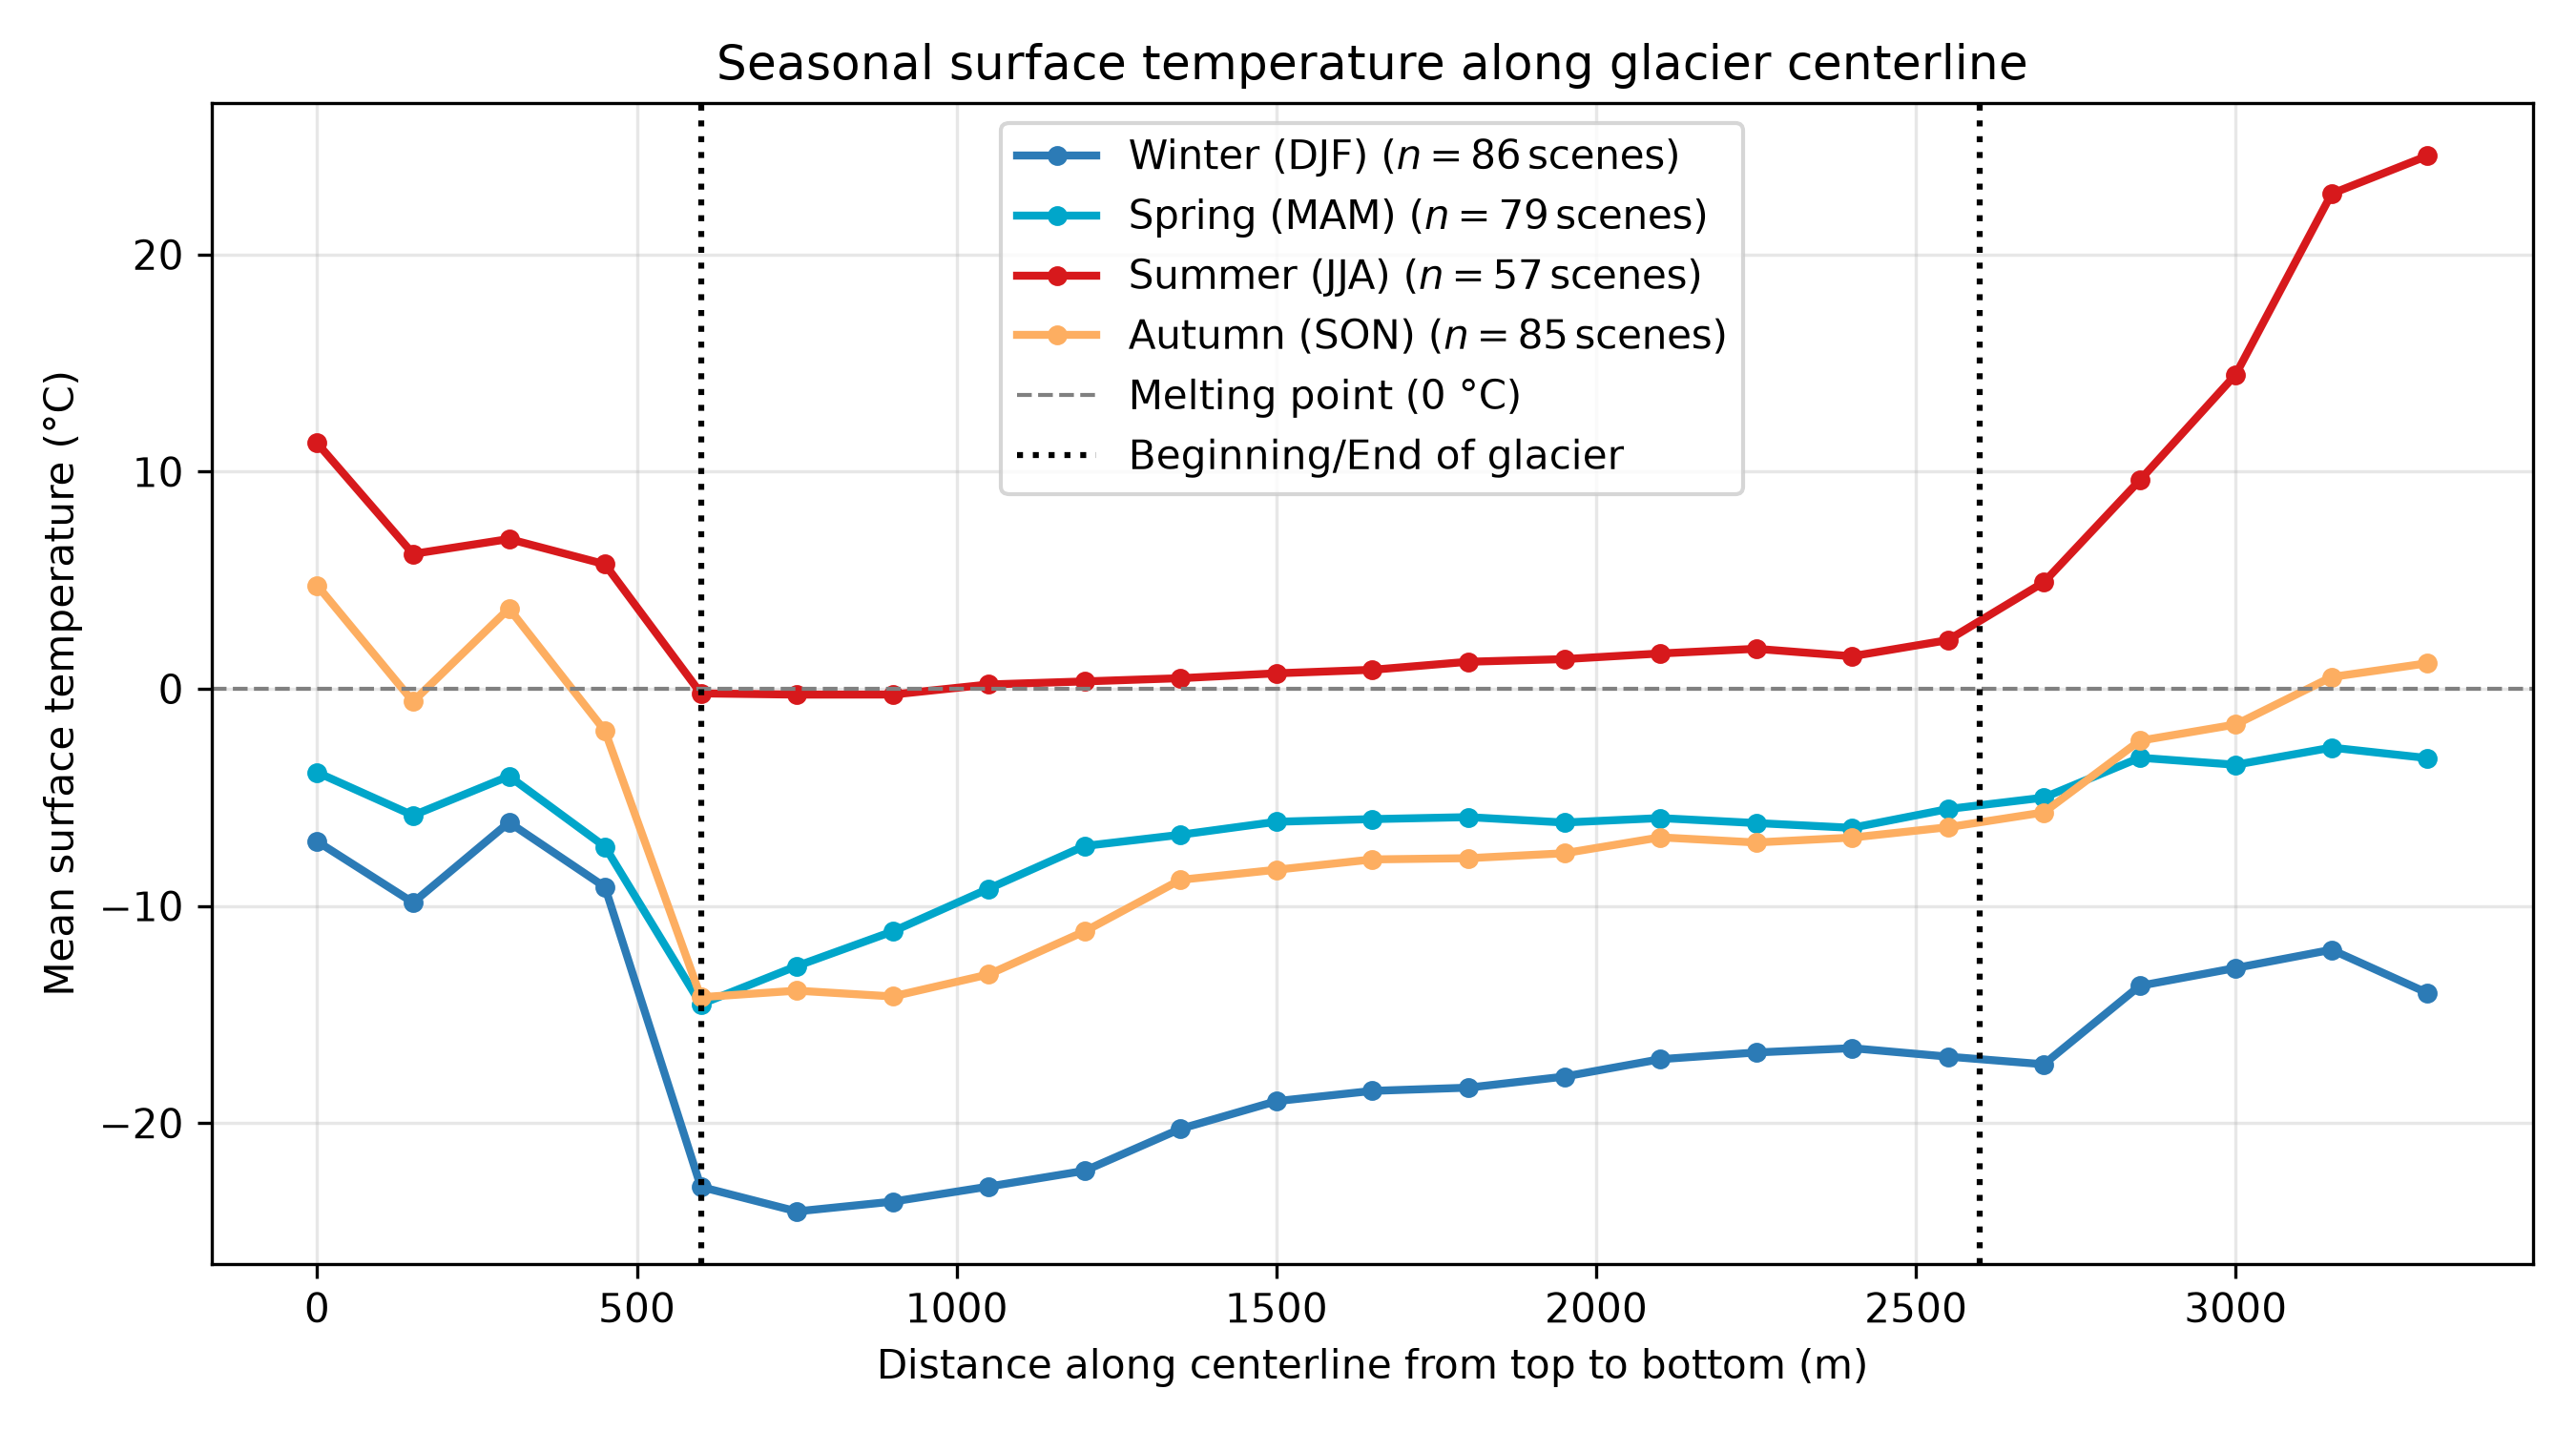 Seasonal surface temperature along glacier centerline
Winter (DJF) (n = 86 scenes)
Spring (MAM) (n = 79 scenes)
Summer (JJA) (n = 57 scenes)
Autumn (SON) (n = 85 scenes)
Melting point (0 °C)
Beginning/End of glacier
Mean surface temperature (°C)
20
10
0
−10
−20
0 500 1000 1500 2000 2500 3000
Distance along centerline from top to bottom (m)